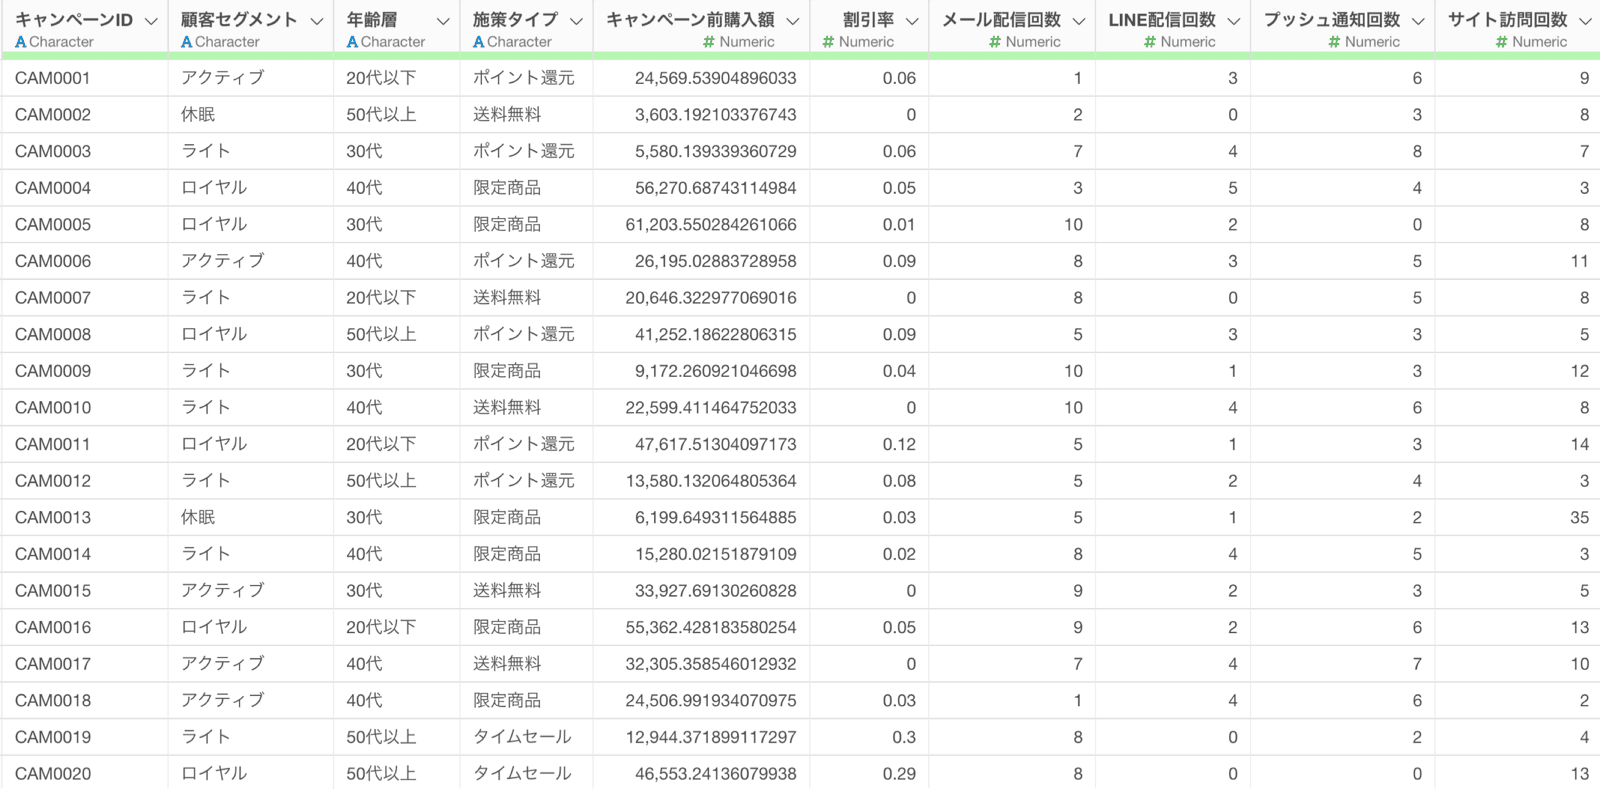 キャンペーンID 顧客セグメント 年齢層 施策タイプ キャンペーン前購入額 割引率 メール配信回数 LINE配信回数 プッシュ通知回数 サイト訪問回数
A Character A Character A Character A Character # Numeric # Numeric # Numeric # Numeric # Numeric # Numeric
CAM0001 アクティブ 20代以下 ポイント還元 24,569.53904896033 0.06 1 3 6 9
CAM0002 休眠 50代以上 送料無料 3,603.192103376743 0 2 0 3 8
CAM0003 ライト 30代 ポイント還元 5,580.139339360729 0.06 7 4 8 7
CAM0004 ロイヤル 40代 限定商品 56,270.68743114984 0.05 3 5 4 3
CAM0005 ロイヤル 30代 限定商品 61,203.550284261066 0.01 10 2 0 8
CAM0006 アクティブ 40代 ポイント還元 26,195.02883728958 0.09 8 3 5 11
CAM0007 ライト 20代以下 送料無料 20,646.322977069016 0 8 0 5 8
CAM0008 ロイヤル 50代以上 ポイント還元 41,252.18622806315 0.09 5 3 3 5
CAM0009 ライト 30代 限定商品 9,172.260921046698 0.04 10 1 3 12
CAM0010 ライト 40代 送料無料 22,599.411464752033 0 10 4 6 8
CAM0011 ロイヤル 20代以下 ポイント還元 47,617.51304097173 0.12 5 1 3 14
CAM0012 ライト 50代以上 ポイント還元 13,580.132064805364 0.08 5 2 4 3
CAM0013 休眠 30代 限定商品 6,199.649311564885 0.03 5 1 2 35
CAM0014 ライト 40代 限定商品 15,280.02151879109 0.02 8 4 5 3
CAM0015 アクティブ 30代 送料無料 33,927.69130260828 0 9 2 3 5
CAM0016 ロイヤル 20代以下 限定商品 55,362.428183580254 0.05 9 2 6 13
CAM0017 アクティブ 40代 送料無料 32,305.358546012932 0 7 4 7 10
CAM0018 アクティブ 40代 限定商品 24,506.991934070975 0.03 1 4 6 2
CAM0019 ライト 50代以上 タイムセール 12,944.371899117297 0.3 8 0 2 4
CAM0020 ロイヤル 50代以上 タイムセール 46,553.24136079938 0.29 8 0 0 13